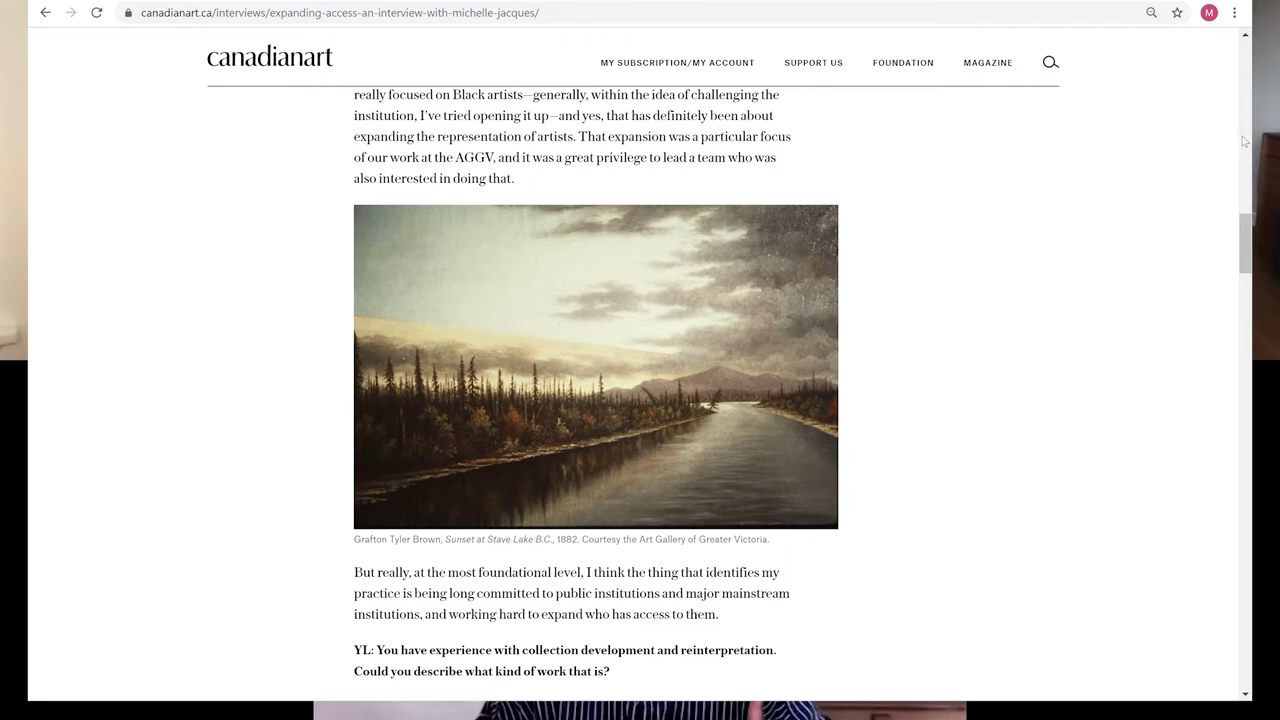 canadianart.ca/interviews/expanding-access-an-interview-with-michelle-jacques/
M
canadianart
MY SUBSCRIPTION/MY ACCOUNT SUPPORT US FOUNDATION MAGAZINE
really focused on Black artists—generally, within the idea of challenging the
institution, I've tried opening it up—and yes, that has definitely been about
expanding the representation of artists. That expansion was a particular focus
of our work at the AGGV, and it was a great privilege to lead a team who was
also interested in doing that.
Grafton Tyler Brown, Sunset at Stave Lake B.C., 1882. Courtesy the Art Gallery of Greater Victoria.
But really, at the most foundational level, I think the thing that identifies my
practice is being long committed to public institutions and major mainstream
institutions, and working hard to expand who has access to them.
YL: You have experience with collection development and reinterpretation.
Could you describe what kind of work that is?